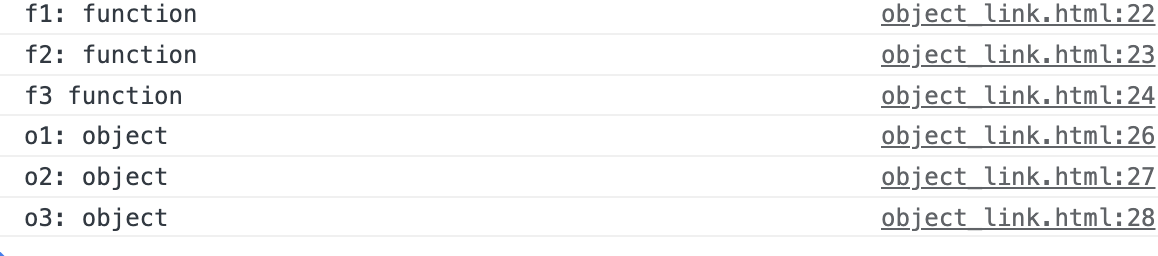 f1: function object_link.html:22
f2: function object_link.html:23
f3 function object_link.html:24
o1: object object_link.html:26
o2: object object_link.html:27
o3: object object_link.html:28